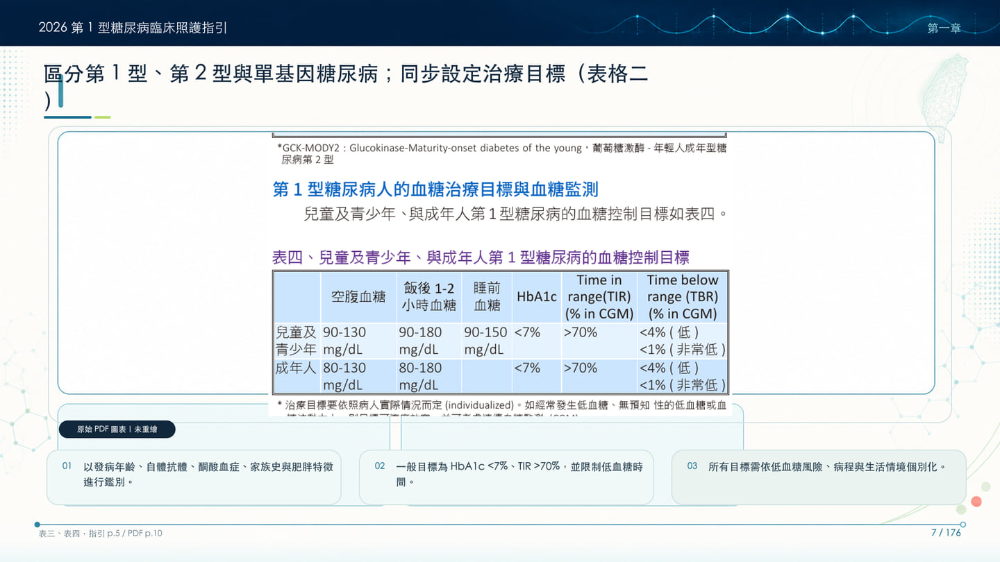 2026 第 1 型糖尿病臨床照護指引
第一章
區分第 1 型、第 2 型與單基因糖尿病；同步設定治療目標（表格二
）
*GCK-MODY2：Glucokinase-Maturity-onset diabetes of the young，葡萄糖激酶 - 年輕人成年型糖
尿病第 2 型
第 1 型糖尿病人的血糖治療目標與血糖監測
兒童及青少年、與成年人第 1 型糖尿病的血糖控制目標如表四。
表四、兒童及青少年、與成年人第 1 型糖尿病的血糖控制目標
空腹血糖 飯後 1-2 小時血糖 睡前血糖 HbA1c Time in range(TIR) (% in CGM) Time below range (TBR) (% in CGM)
兒童及青少年 90-130 mg/dL 90-180 mg/dL 90-150 mg/dL <7% >70% <4% ( 低 ) <1% ( 非常低 )
成年人 80-130 mg/dL 80-180 mg/dL <7% >70% <4% ( 低 ) <1% ( 非常低 )
* 治療目標要依照病人實際情況而定 (individualized)。如經常發生低血糖、無預知 性的低血糖或血
原始 PDF 圖表｜未重繪
01 以發病年齡、自體抗體、酮酸血症、家族史與肥胖特徵
進行鑑別。
02 一般目標為 HbA1c <7%、TIR >70%，並限制低血糖時
間。
03 所有目標需依低血糖風險、病程與生活情境個別化。
表三、表四，指引 p.5 / PDF p.10
7 / 176